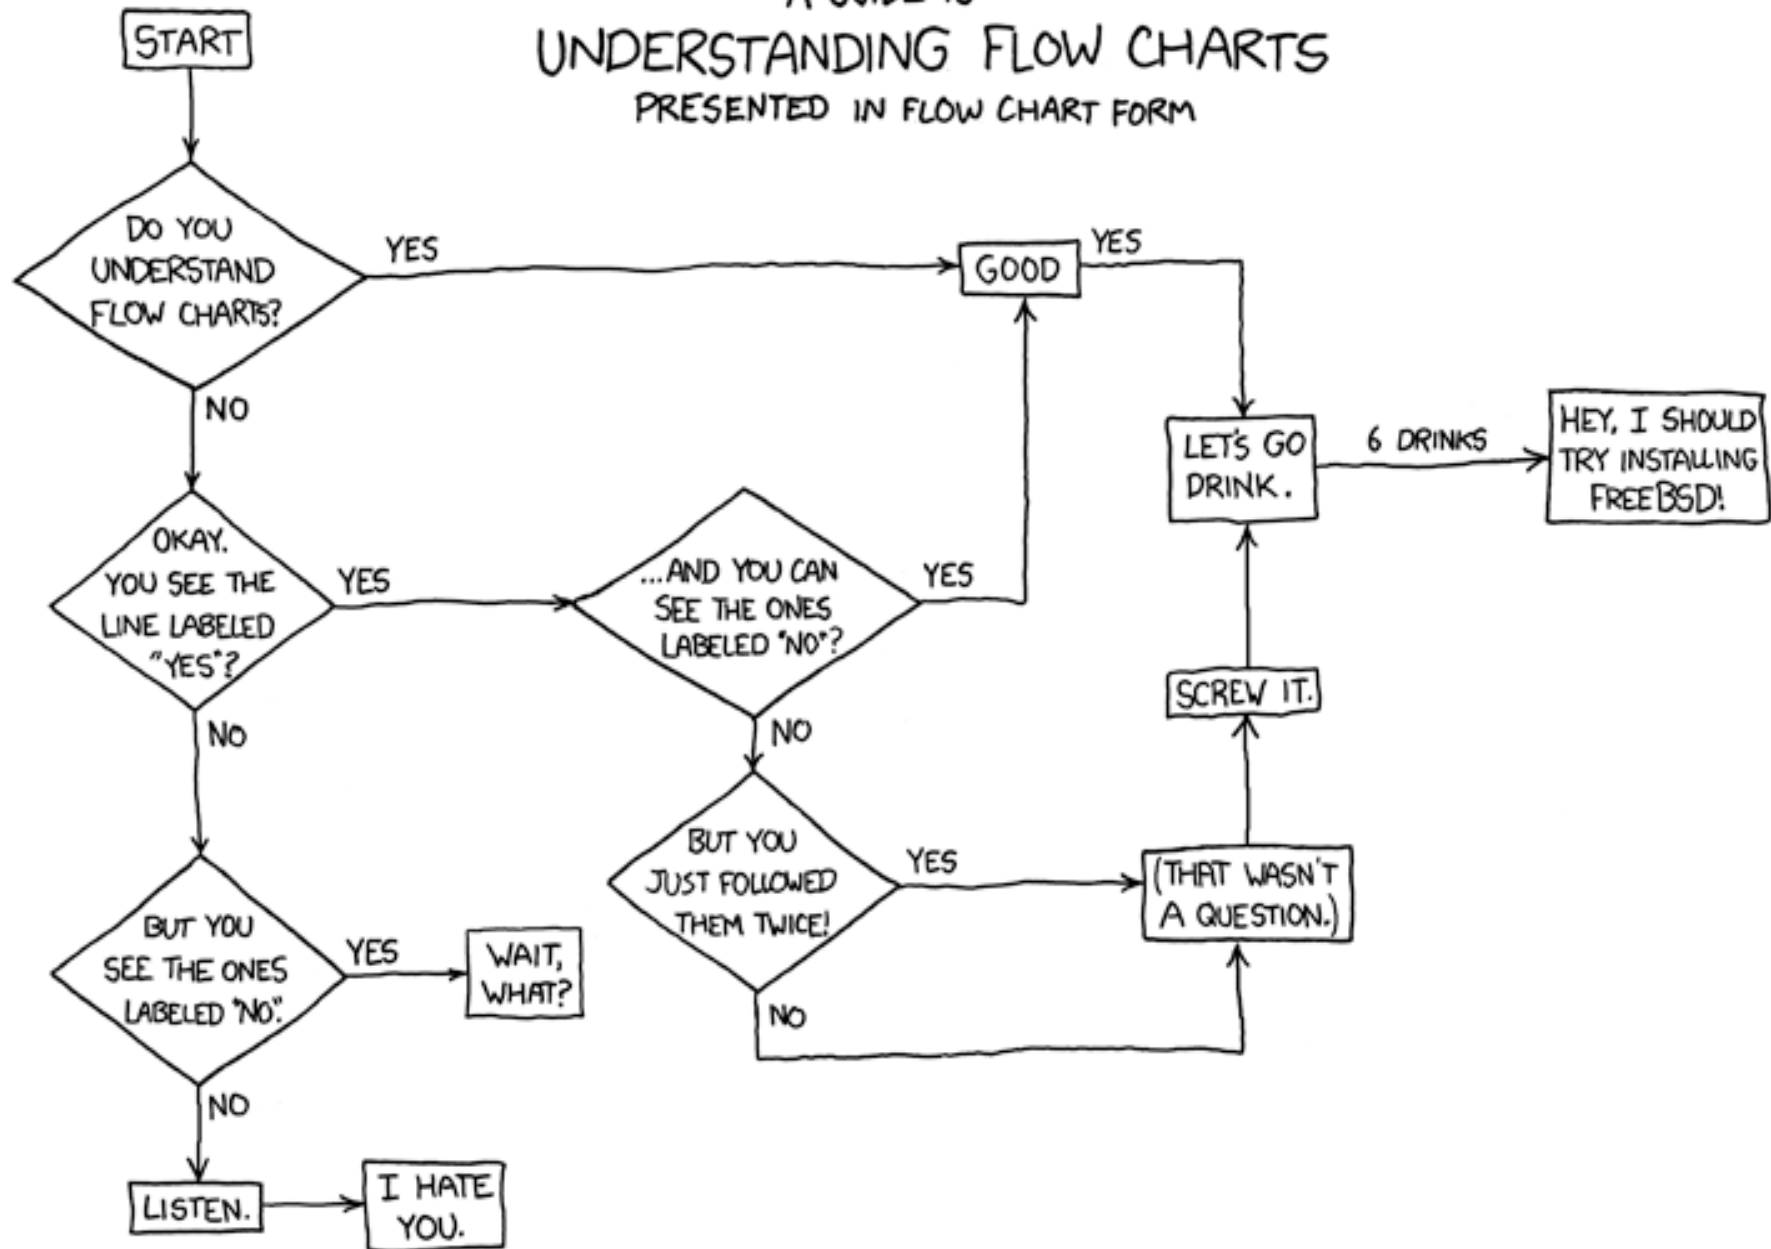 A GUIDE TO
UNDERSTANDING FLOW CHARTS
PRESENTED IN FLOW CHART FORM
START
DO YOU
UNDERSTAND
FLOW CHARTS?
YES
GOOD
YES
NO
LET'S GO
DRINK.
6 DRINKS
HEY, I SHOULD
TRY INSTALLING
FREEBSD!
OKAY.
YOU SEE THE
LINE LABELED
"YES"?
YES
...AND YOU CAN
SEE THE ONES
LABELED "NO"?
YES
NO
NO
SCREW IT.
BUT YOU
JUST FOLLOWED
THEM TWICE!
YES
(THAT WASN'T
A QUESTION.)
NO
BUT YOU
SEE THE ONES
LABELED "NO".
YES
WAIT,
WHAT?
NO
LISTEN.
I HATE
YOU.